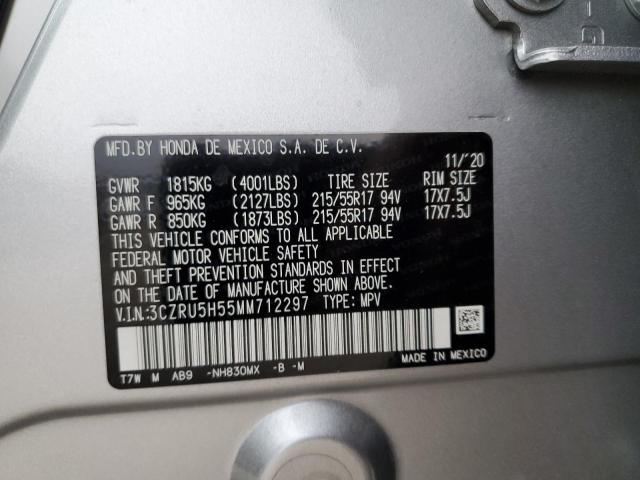 MFD.BY HONDA DE MEXICO S.A. DE C.V.
11/'20
GVWR 1815KG (4001LBS) TIRE SIZE RIM SIZE
GAWR F 965KG (2127LBS) 215/55R17 94V 17X7.5J
GAWR R 850KG (1873LBS) 215/55R17 94V 17X7.5J
THIS VEHICLE CONFORMS TO ALL APPLICABLE
FEDERAL MOTOR VEHICLE SAFETY
AND THEFT PREVENTION STANDARDS IN EFFECT
ON THE DATE OF MANUFACTURE SHOWN ABOVE.
V.I.N.:3CZRU5H55MM712297 TYPE: MPV
MADE IN MEXICO
T7W M AB9 -NH830MX -B -M